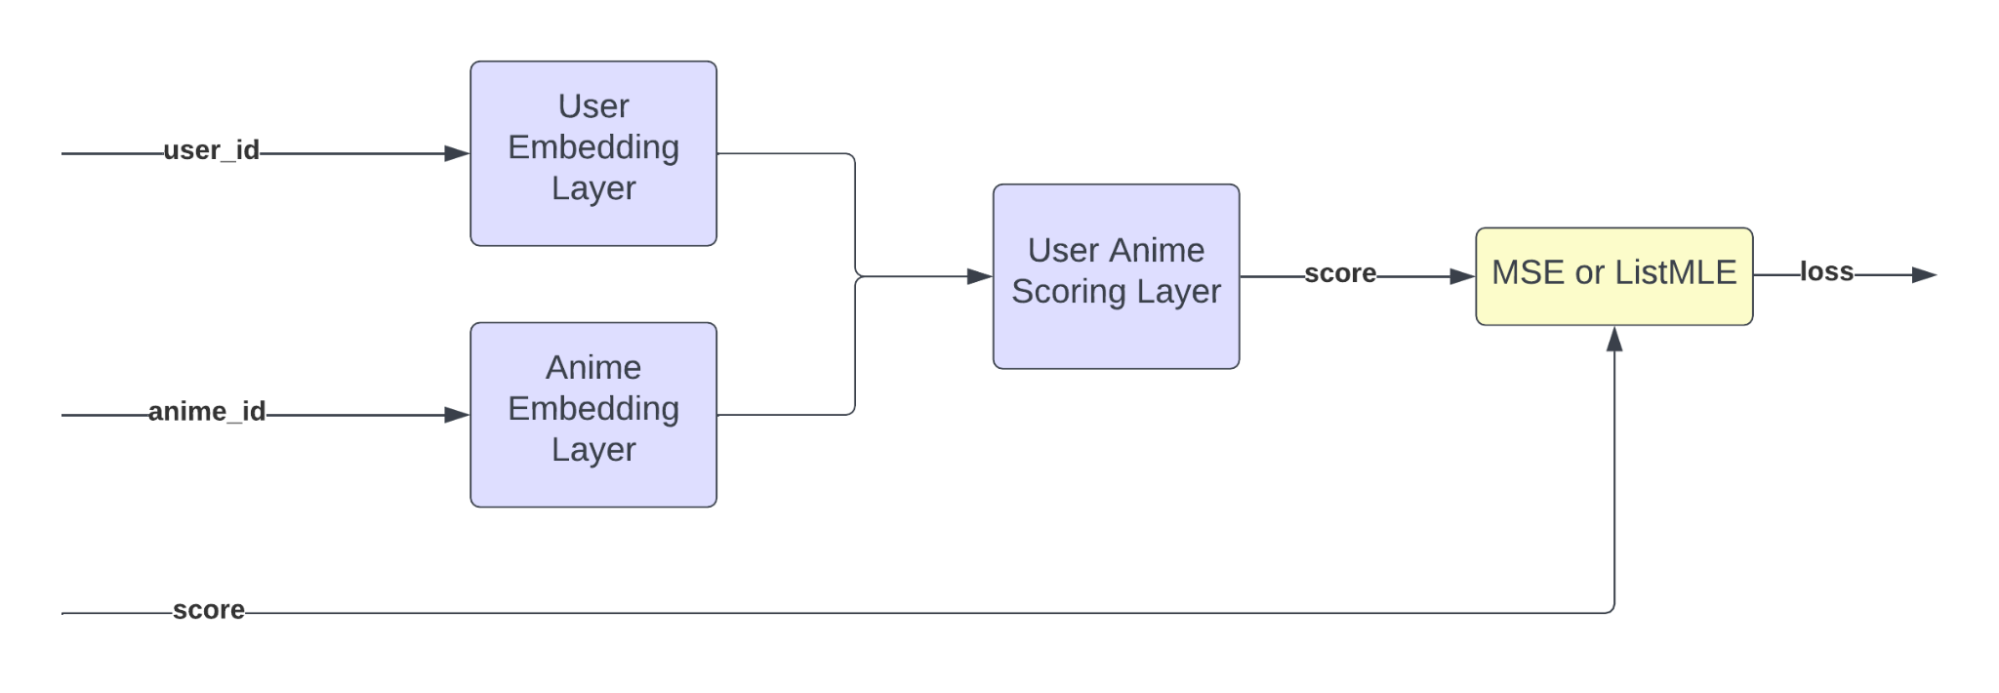 user_id
User
Embedding
Layer
anime_id
Anime
Embedding
Layer
User Anime
Scoring Layer
score
MSE or ListMLE
loss
score